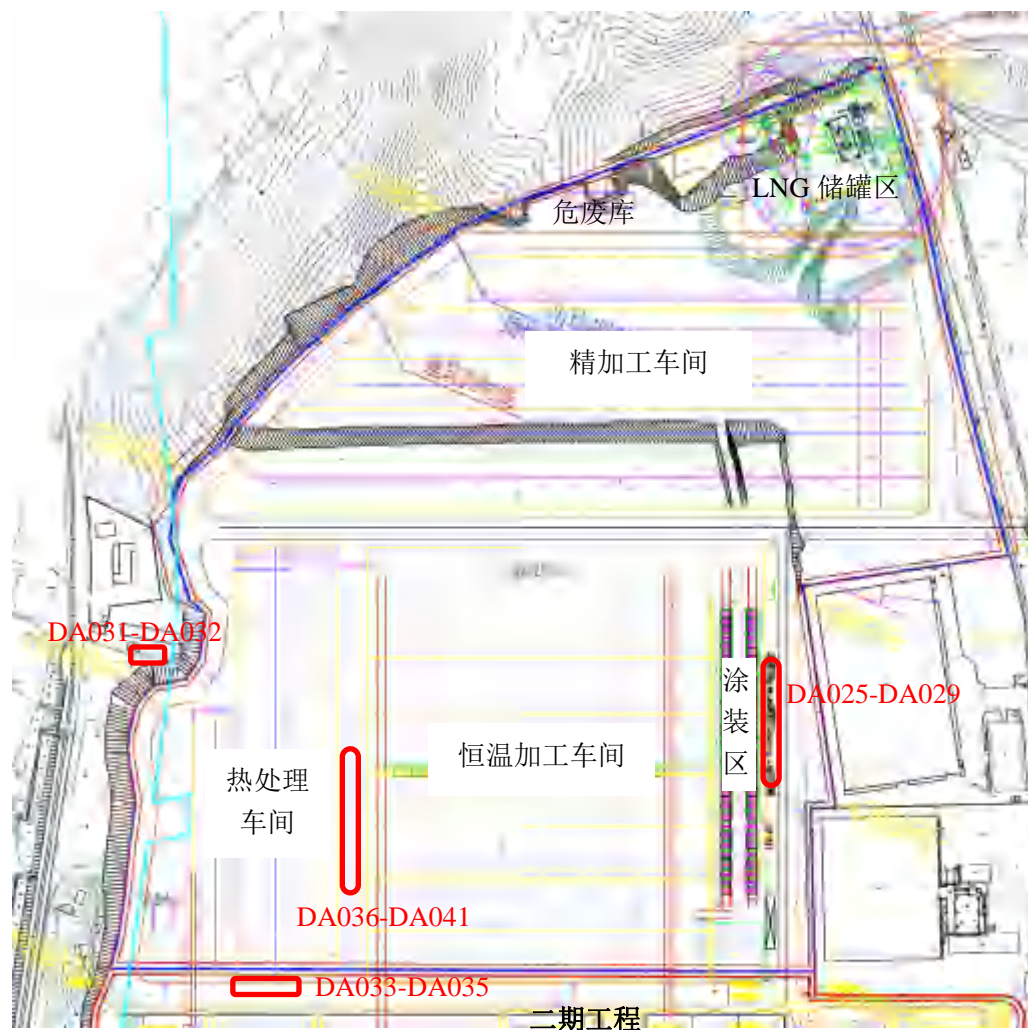 LNG 储罐区
危废库
精加工车间
DA031-DA032
涂
装
区
DA025-DA029
恒温加工车间
热处理
车间
DA036-DA041
DA033-DA035
二期工程